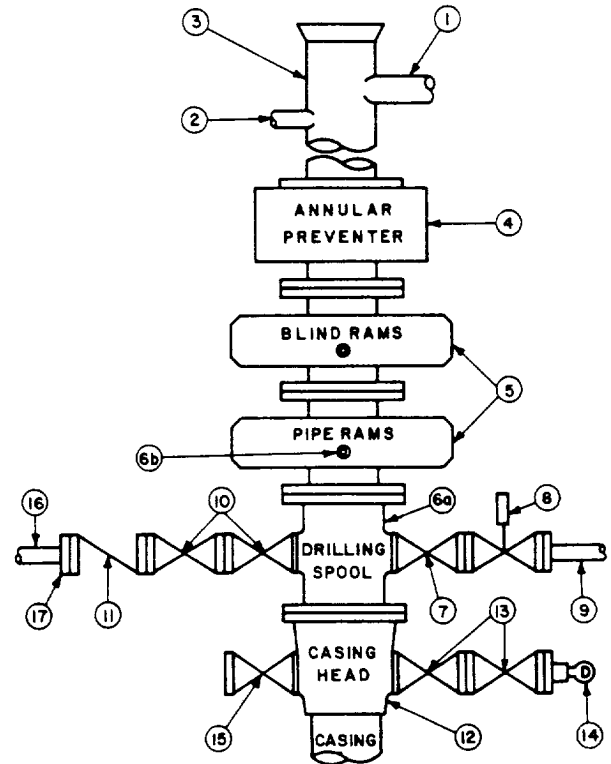 3
1
2
ANNULAR
PREVENTER
4
BLIND RAMS
5
PIPE RAMS
6b
16
10
6a
8
DRILLING
SPOOL
17
11
7
13
9
CASING
HEAD
D
15
CASING
12
14